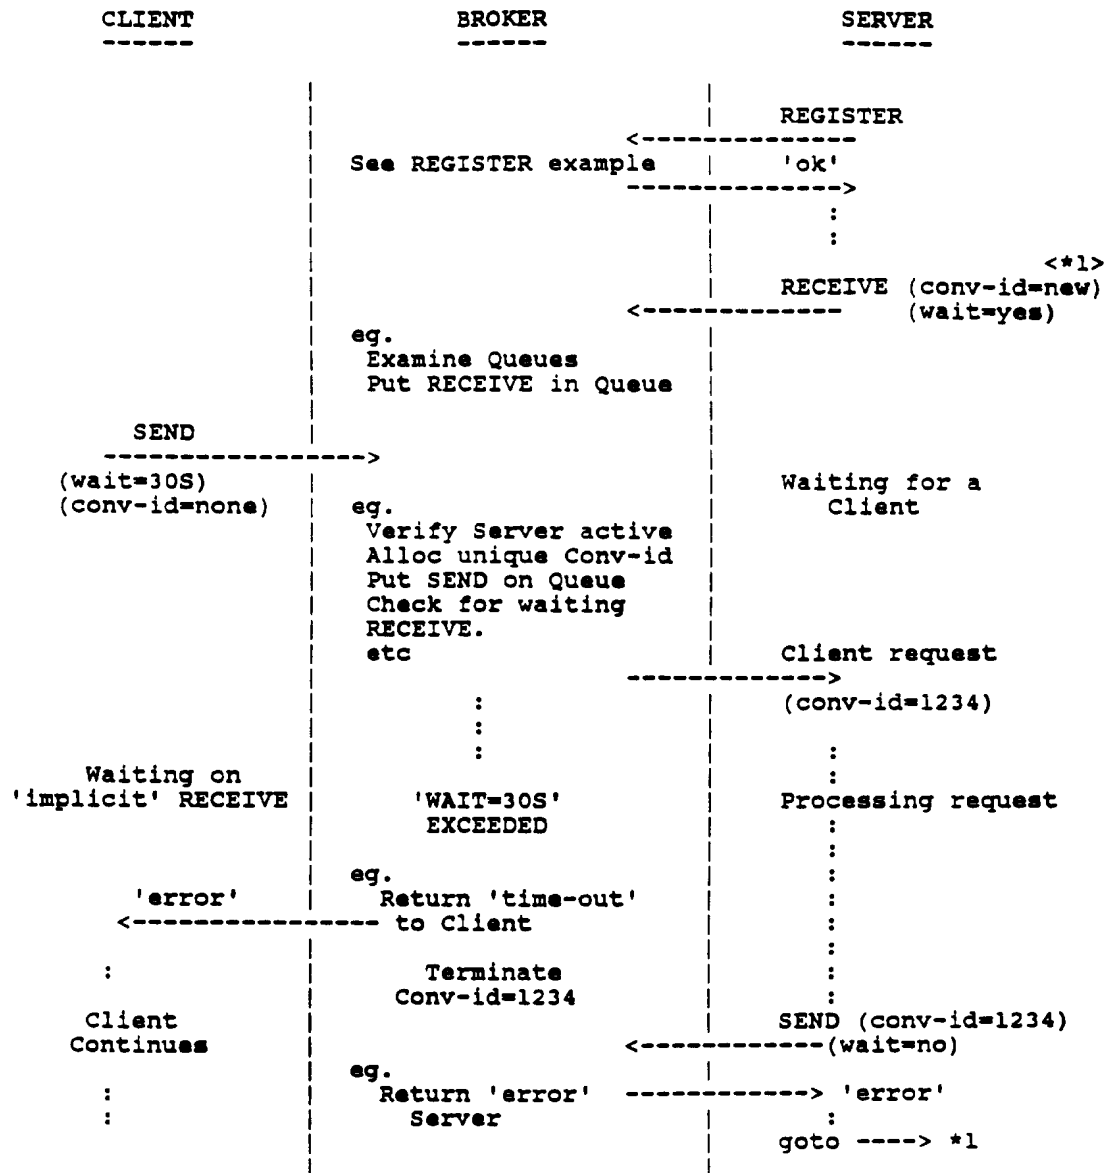 CLIENT BROKER SERVER
------ ------ ------
REGISTER
<--------------
See REGISTER example 'ok'
-------------->
:
:
<*1>
RECEIVE (conv-id=new)
<-------------- (wait=yes)
eg.
Examine Queues
Put RECEIVE in Queue
SEND
----------------->
(wait=30S) Waiting for a
(conv-id=none) eg. Client
Verify Server active
Alloc unique Conv-id
Put SEND on Queue
Check for waiting
RECEIVE.
etc Client request
------------->
: (conv-id=1234)
:
: :
Waiting on :
'implicit' RECEIVE 'WAIT=30S' Processing request
EXCEEDED :
:
eg. :
'error' Return 'time-out' :
<----------------- to Client :
:
: Terminate :
Conv-id=1234 :
Client SEND (conv-id=1234)
Continues <------------(wait=no)
eg.
: Return 'error' ------------> 'error'
: Server :
goto ----> *1